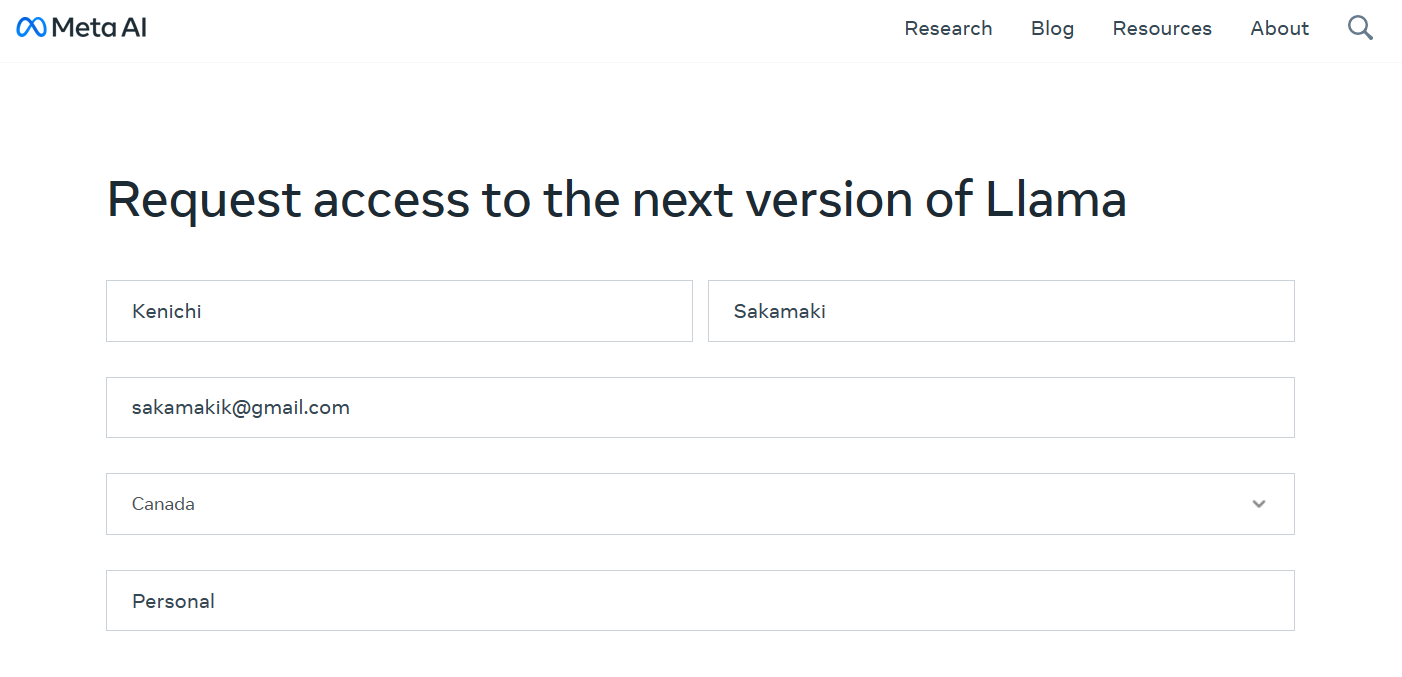 Meta AI Research Blog Resources About
Request access to the next version of Llama
Kenichi Sakamaki
sakamakik@gmail.com
Canada
Personal